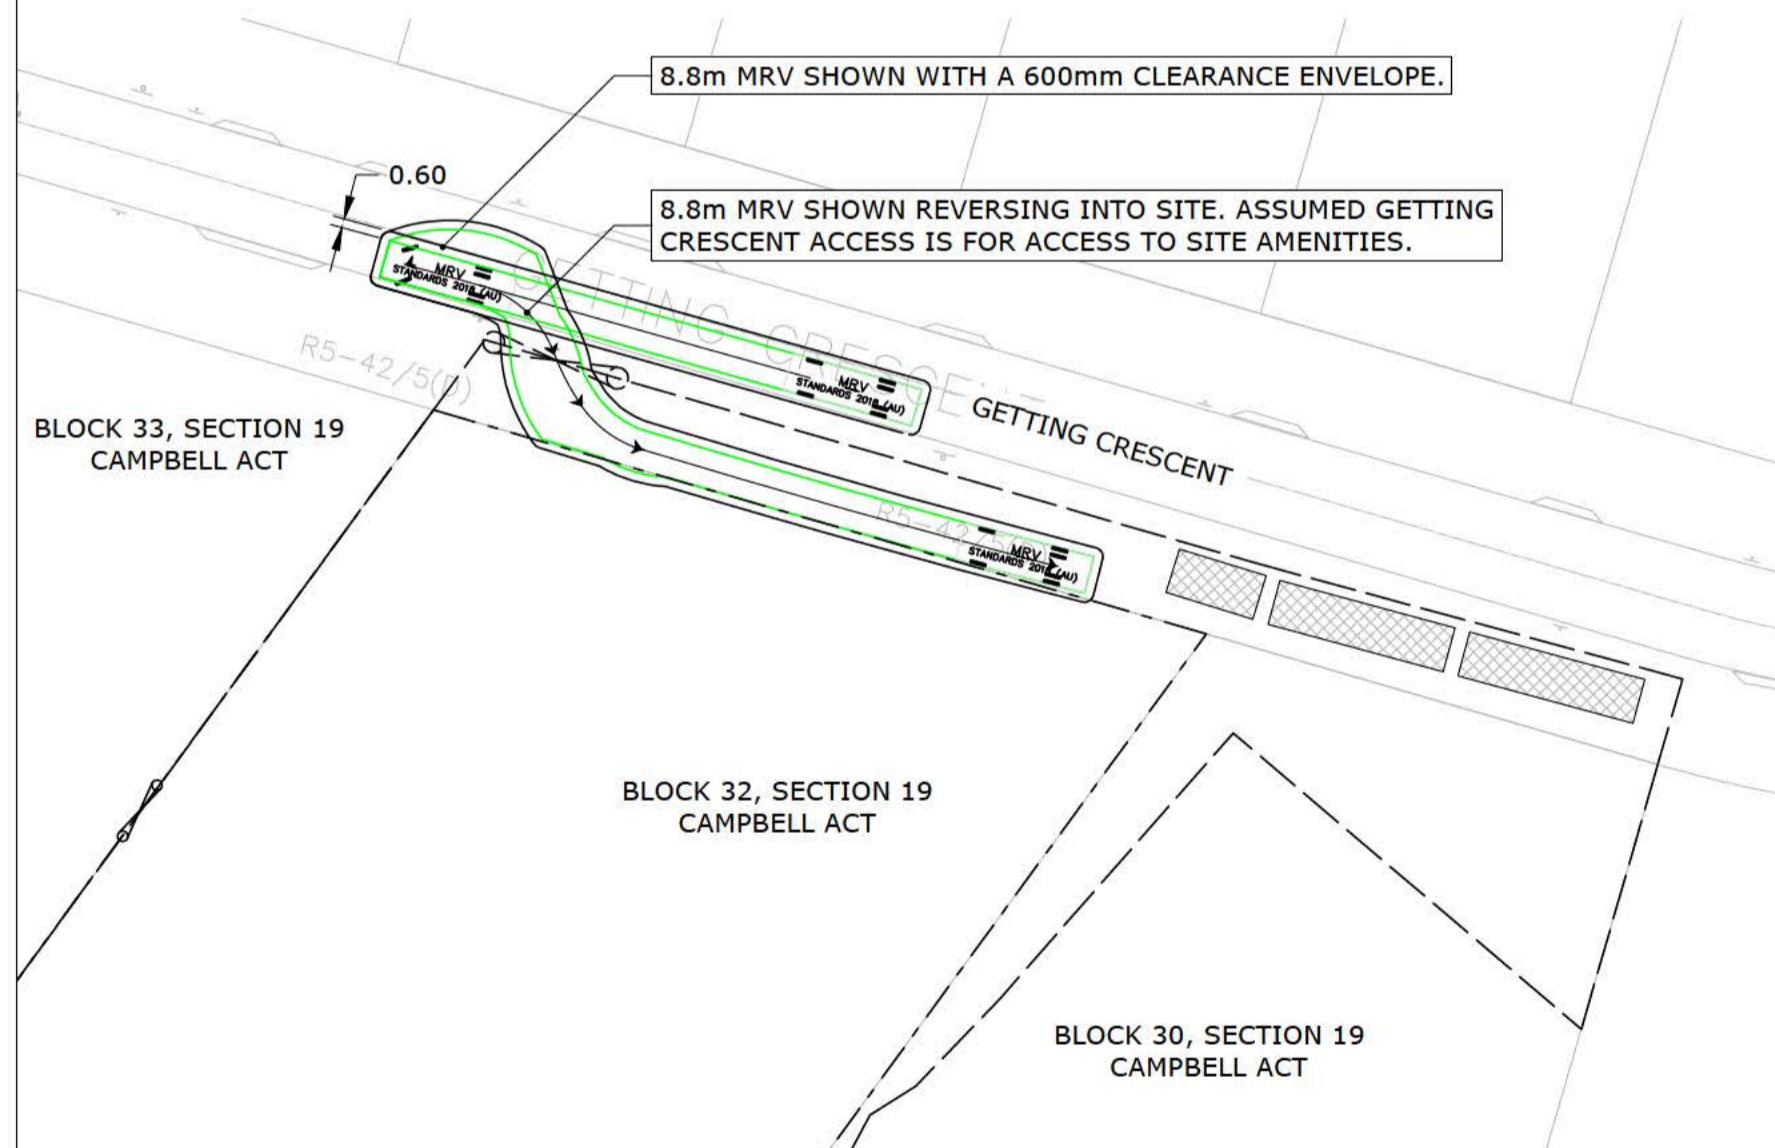 8.8m MRV SHOWN WITH A 600mm CLEARANCE ENVELOPE.
0.60
8.8m MRV SHOWN REVERSING INTO SITE. ASSUMED GETTING
CRESCENT ACCESS IS FOR ACCESS TO SITE AMENITIES.
MRV
STANDARDS 2018 (AU)
GETTING CRESCENT
R5-42/5(D)
MRV
STANDARDS 2018 (AU)
GETTING CRESCENT
BLOCK 33, SECTION 19
CAMPBELL ACT
R5-42/5(D)
MRV
STANDARDS 2018 (AU)
BLOCK 32, SECTION 19
CAMPBELL ACT
BLOCK 30, SECTION 19
CAMPBELL ACT